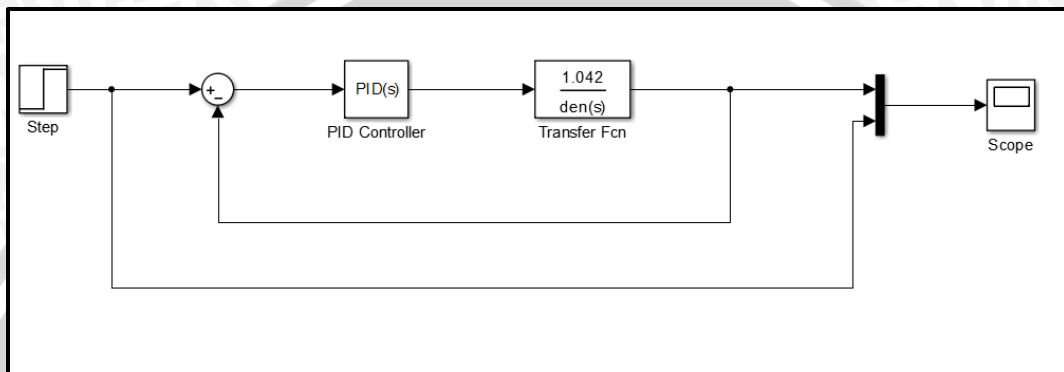 Step
+
−
PID(s)
PID Controller
1.042
den(s)
Transfer Fcn
Scope